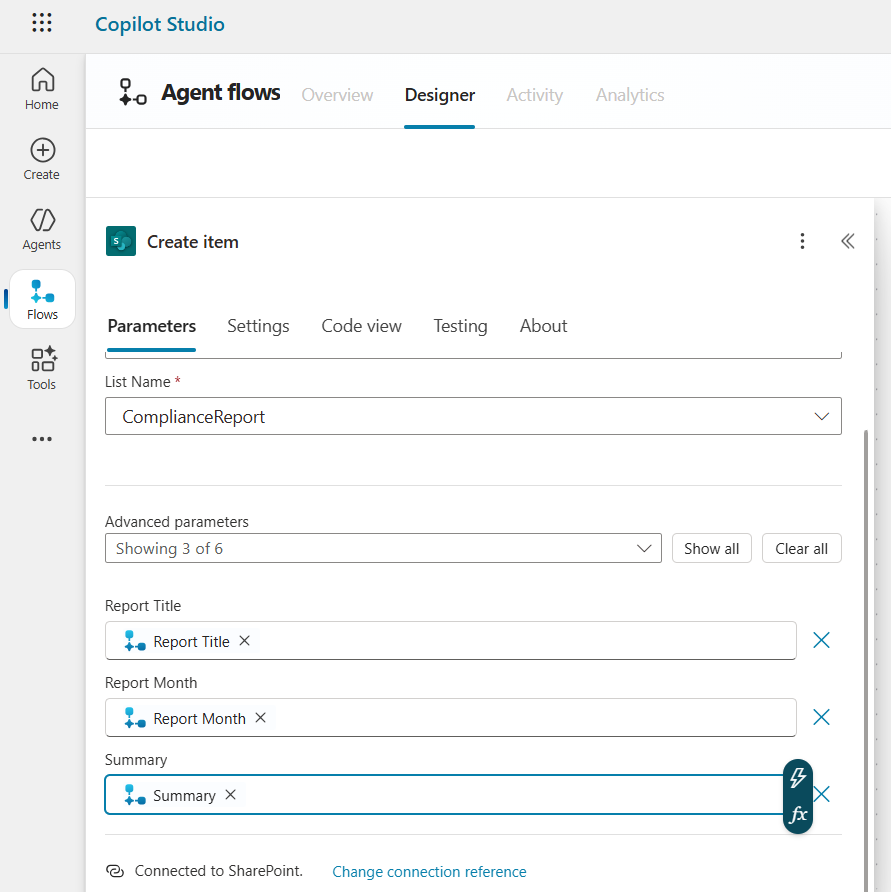 Copilot Studio
Home
Create
Agents
Flows
Tools
Agent flows Overview Designer Activity Analytics
S Create item
Parameters Settings Code view Testing About
List Name *
ComplianceReport
Advanced parameters
Showing 3 of 6 Show all Clear all
Report Title
Report Title
Report Month
Report Month
Summary
Summary
fx
Connected to SharePoint. Change connection reference